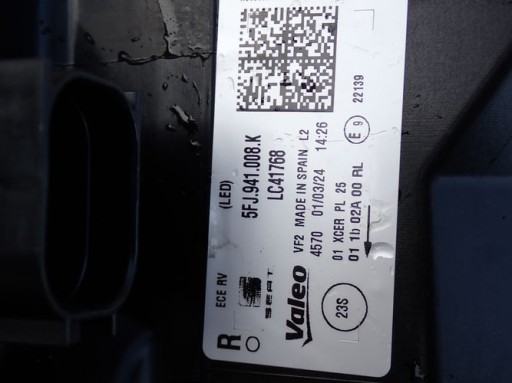 (LED)
5FJ.941.008.K
LC41768
ECE RV
SEAT
VF2 MADE IN SPAIN L2
4570 01/03/24 14:26
E 9 22139
R
Valeo
01 XCER PL 25
01 1b 02A 00 RL
23S